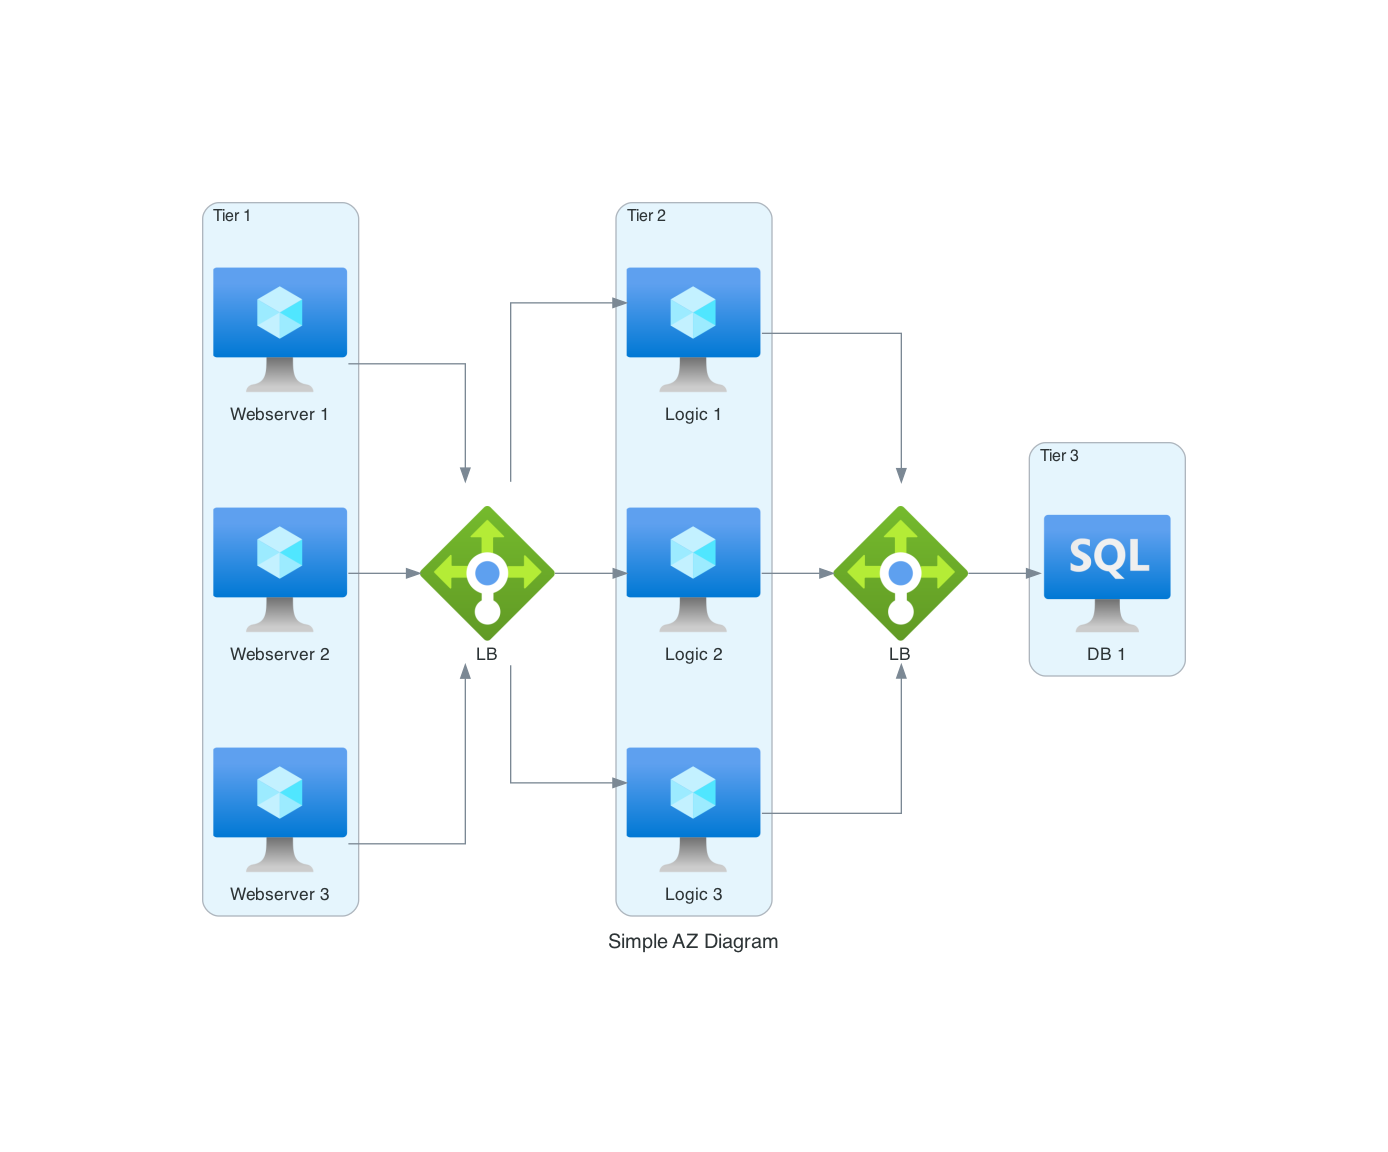 Tier 1
Webserver 1
Webserver 2
Webserver 3
LB
Tier 2
Logic 1
Logic 2
Logic 3
LB
Tier 3
SQL
DB 1
Simple AZ Diagram